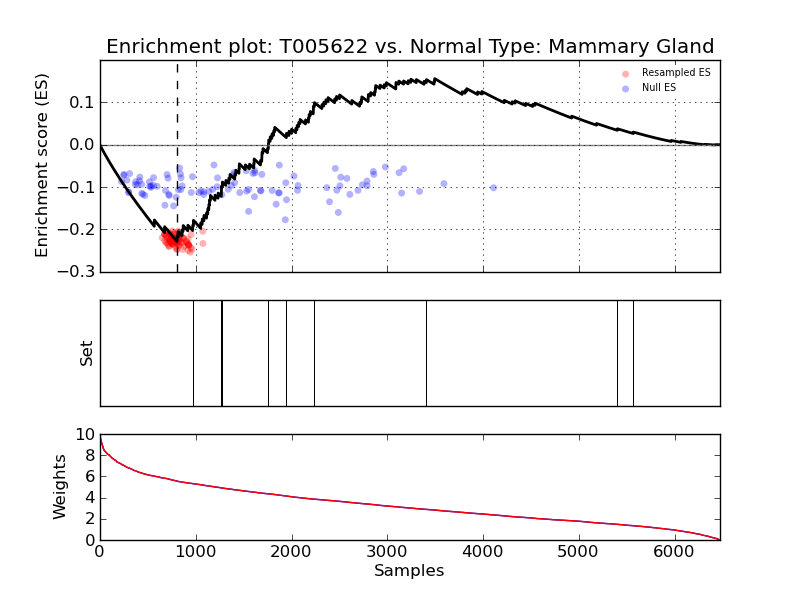 Enrichment plot: T005622 vs. Normal Type: Mammary Gland
Enrichment score (ES)
0.1
0.0
−0.1
−0.2
−0.3
Resampled ES
Null ES
Set
Weights
10
8
6
4
2
0
0 1000 2000 3000 4000 5000 6000
Samples